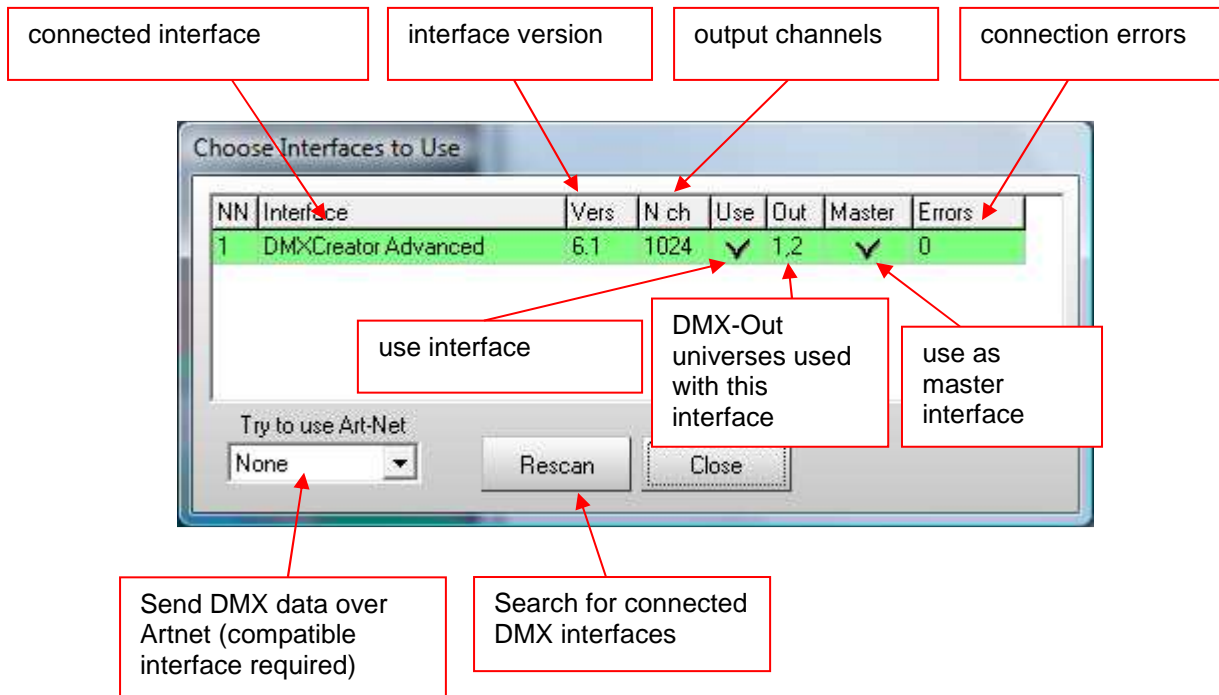 connected interface
interface version
output channels
connection errors
Choose Interfaces to Use
NN Interface Vers N ch Use Out Master Errors
1 DMXCreator Advanced 6.1 1024 1,2 0
use interface
DMX-Out
universes used
with this
interface
use as
master
interface
Try to use Art-Net
None
Rescan
Close
Send DMX data over
Artnet (compatible
interface required)
Search for connected
DMX interfaces